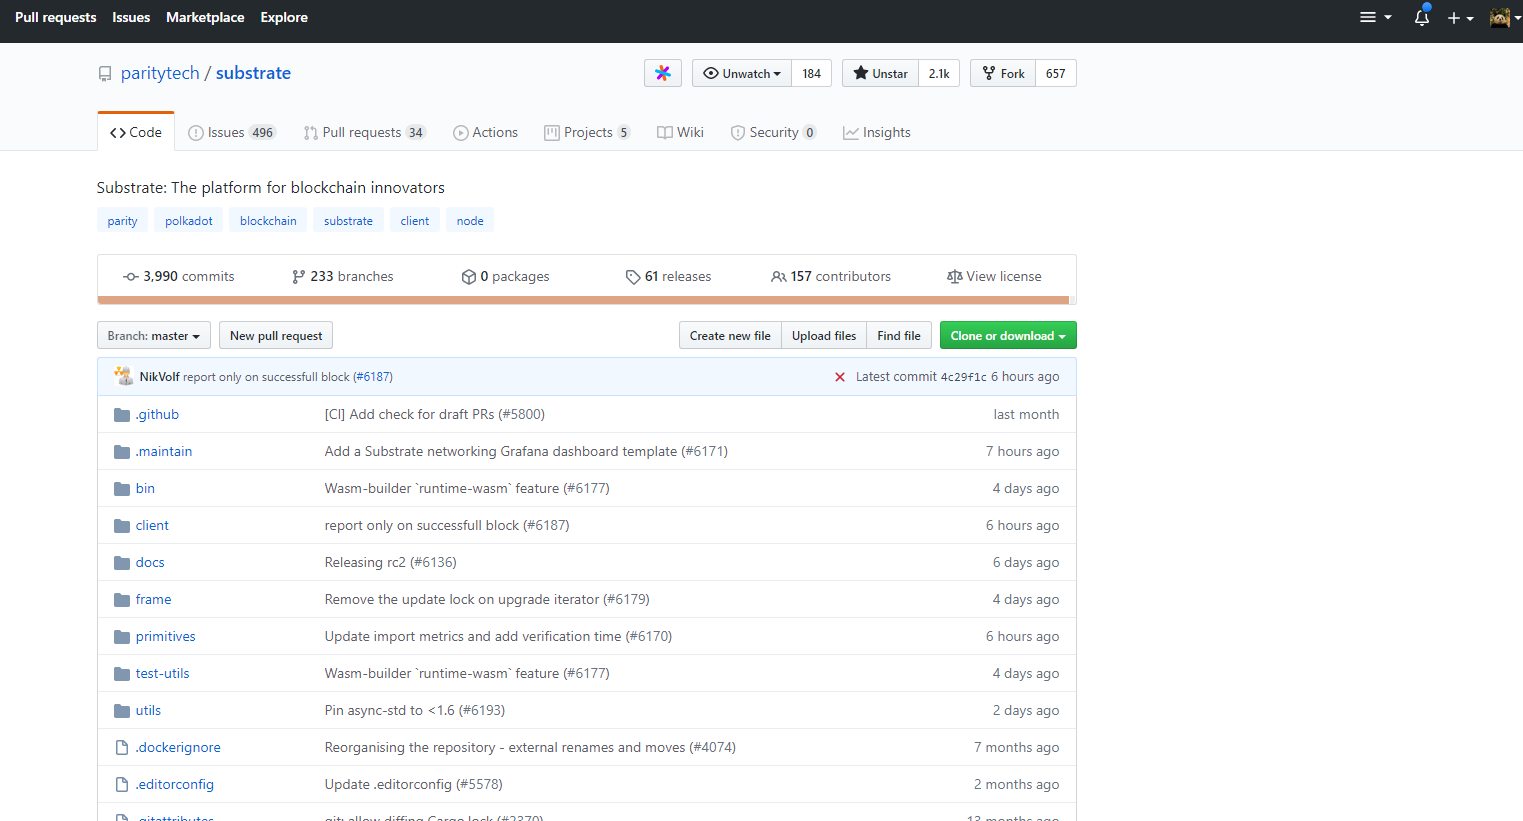 Pull requests Issues Marketplace Explore
paritytech / substrate
Unwatch 184 Unstar 2.1k Fork 657
Code Issues 496 Pull requests 34 Actions Projects 5 Wiki Security 0 Insights
Substrate: The platform for blockchain innovators
parity polkadot blockchain substrate client node
3,990 commits 233 branches 0 packages 61 releases 157 contributors View license
Branch: master New pull request Create new file Upload files Find file Clone or download
NikVolf report only on successfull block (#6187) Latest commit 4c29f1c 6 hours ago
.github [CI] Add check for draft PRs (#5800) last month
.maintain Add a Substrate networking Grafana dashboard template (#6171) 7 hours ago
bin Wasm-builder `runtime-wasm` feature (#6177) 4 days ago
client report only on successfull block (#6187) 6 hours ago
docs Releasing rc2 (#6136) 6 days ago
frame Remove the update lock on upgrade iterator (#6179) 4 days ago
primitives Update import metrics and add verification time (#6170) 6 hours ago
test-utils Wasm-builder `runtime-wasm` feature (#6177) 4 days ago
utils Pin async-std to <1.6 (#6193) 2 days ago
.dockerignore Reorganising the repository - external renames and moves (#4074) 7 months ago
.editorconfig Update .editorconfig (#5578) 2 months ago
.gitattributes git: allow diffing Cargo.lock (#2370) 13 months ago